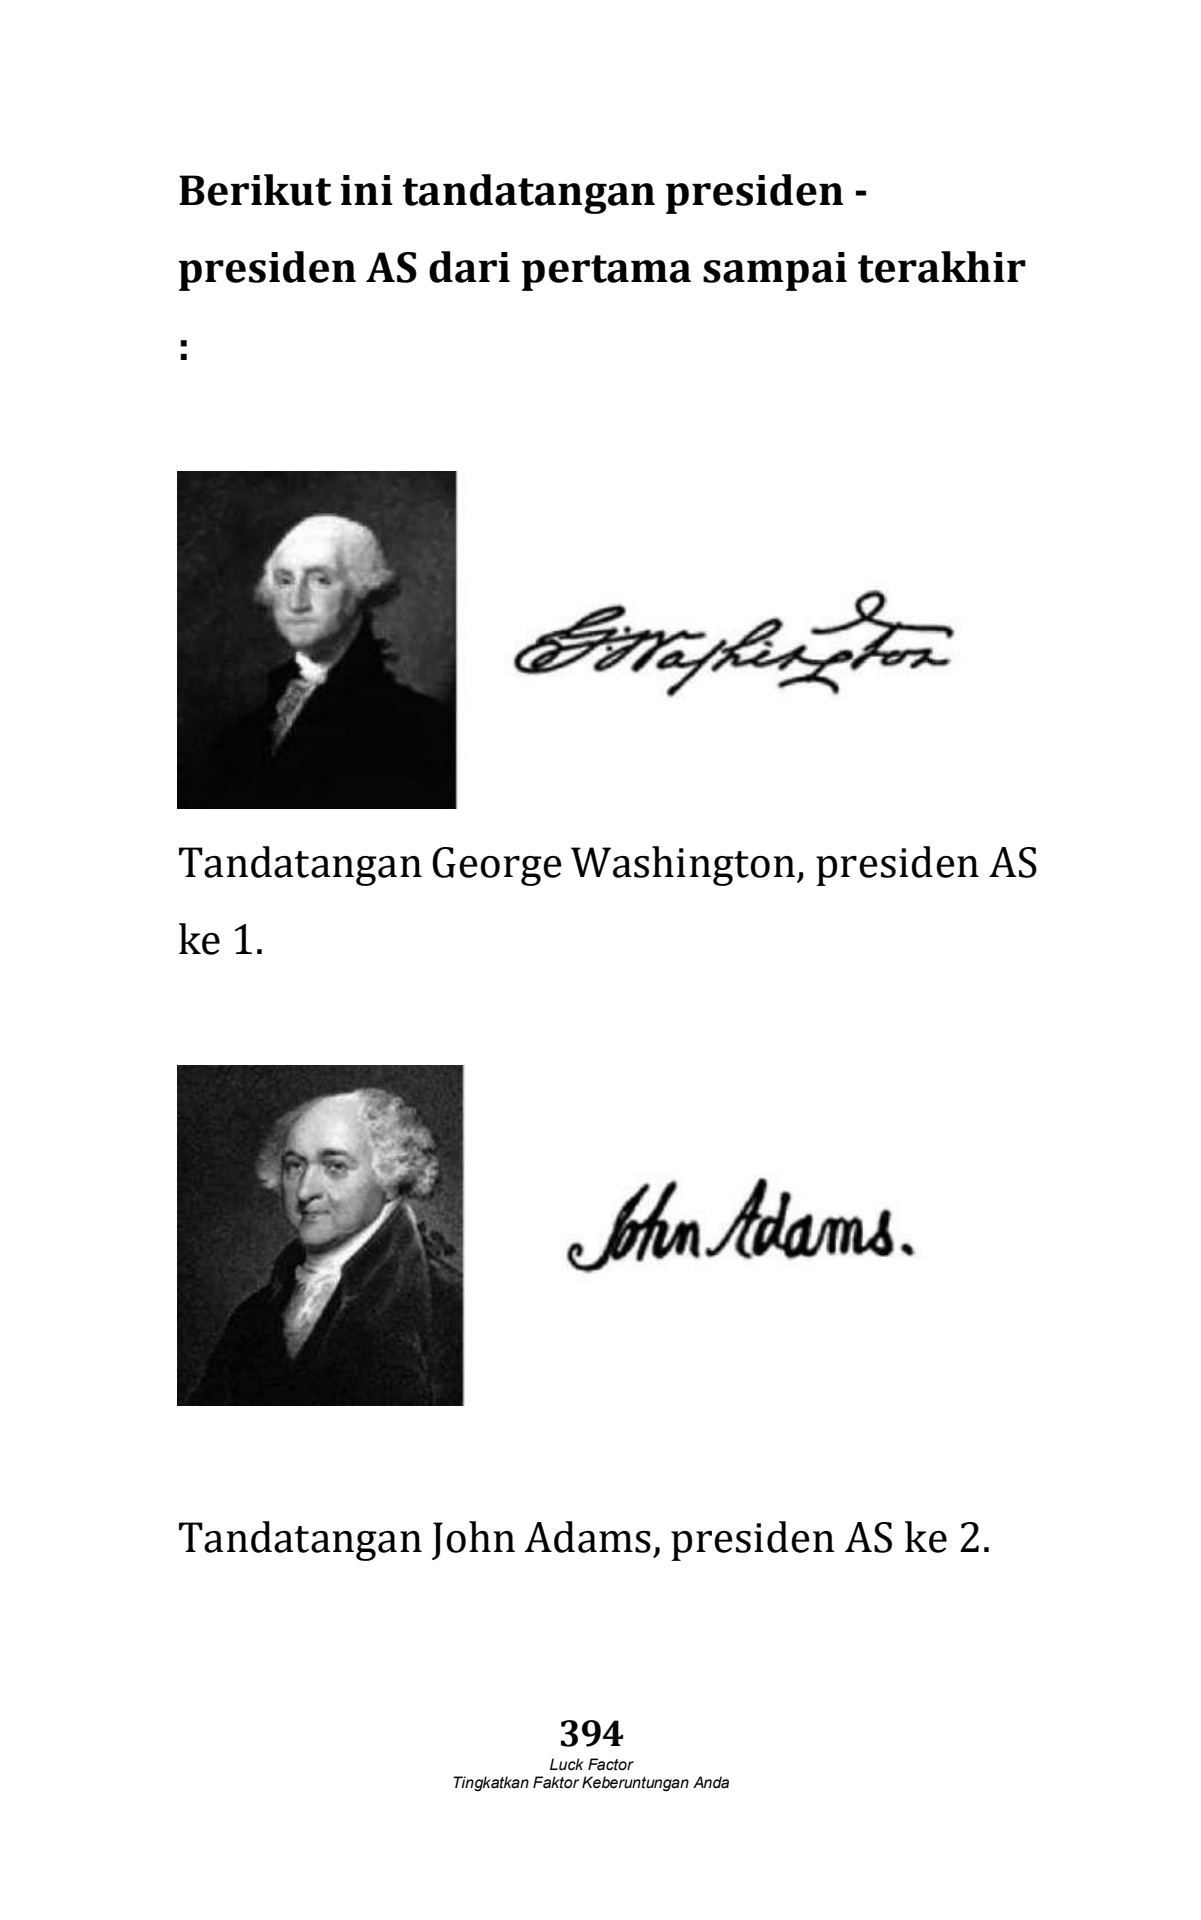 Berikut ini tandatangan presiden -
presiden AS dari pertama sampai terakhir
:
G.Washington
Tandatangan George Washington, presiden AS
ke 1.
John Adams.
Tandatangan John Adams, presiden AS ke 2.
394
Luck Factor
Tingkatkan Faktor Keberuntungan Anda